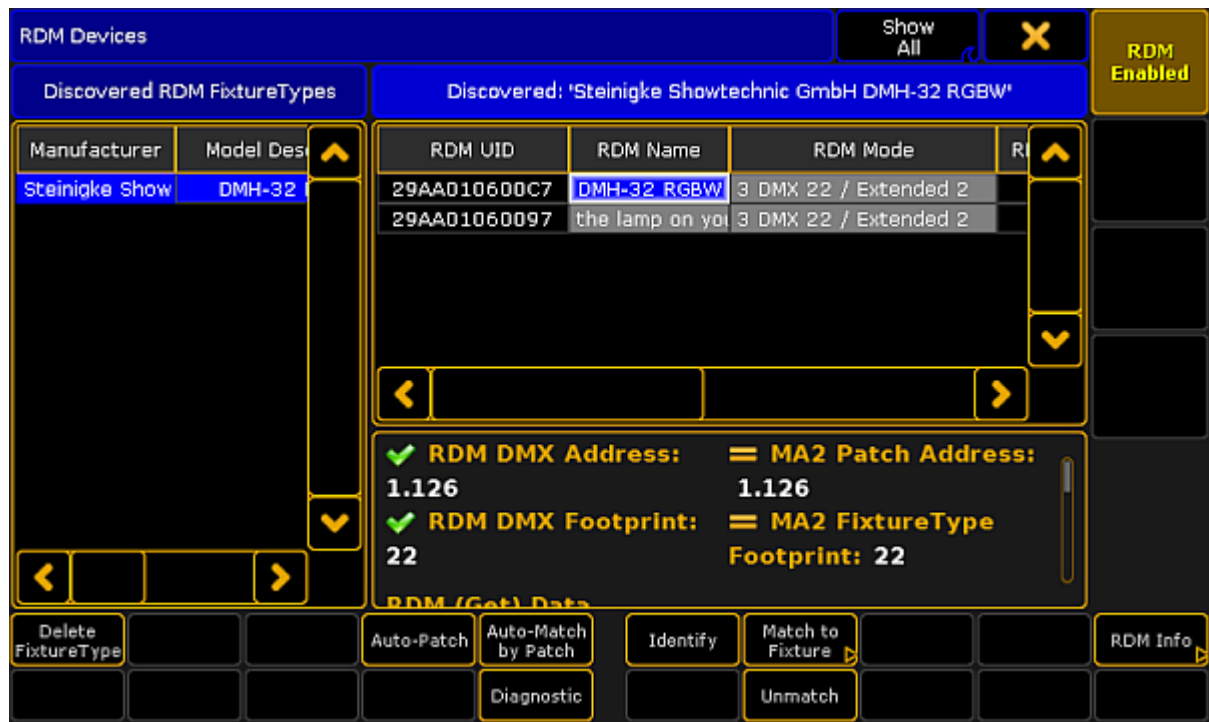 RDM Devices
Show
All
RDM
Enabled
Discovered RDM FixtureTypes
Discovered: 'Steinigke Showtechnic GmbH DMH-32 RGBW'
Manufacturer Model Des
RDM UID RDM Name RDM Mode
Steinigke Show DMH-32
29AA010600C7 DMH-32 RGBW 3 DMX 22 / Extended 2
29AA01060097 the lamp on you 3 DMX 22 / Extended 2
RDM DMX Address: = MA2 Patch Address:
1.126 1.126
RDM DMX Footprint: = MA2 FixtureType
22 Footprint: 22
RDM (Get) Data
Delete
FixtureType
Auto-Patch
Auto-Match
by Patch
Identify
Match to
Fixture
RDM Info
Diagnostic
Unmatch